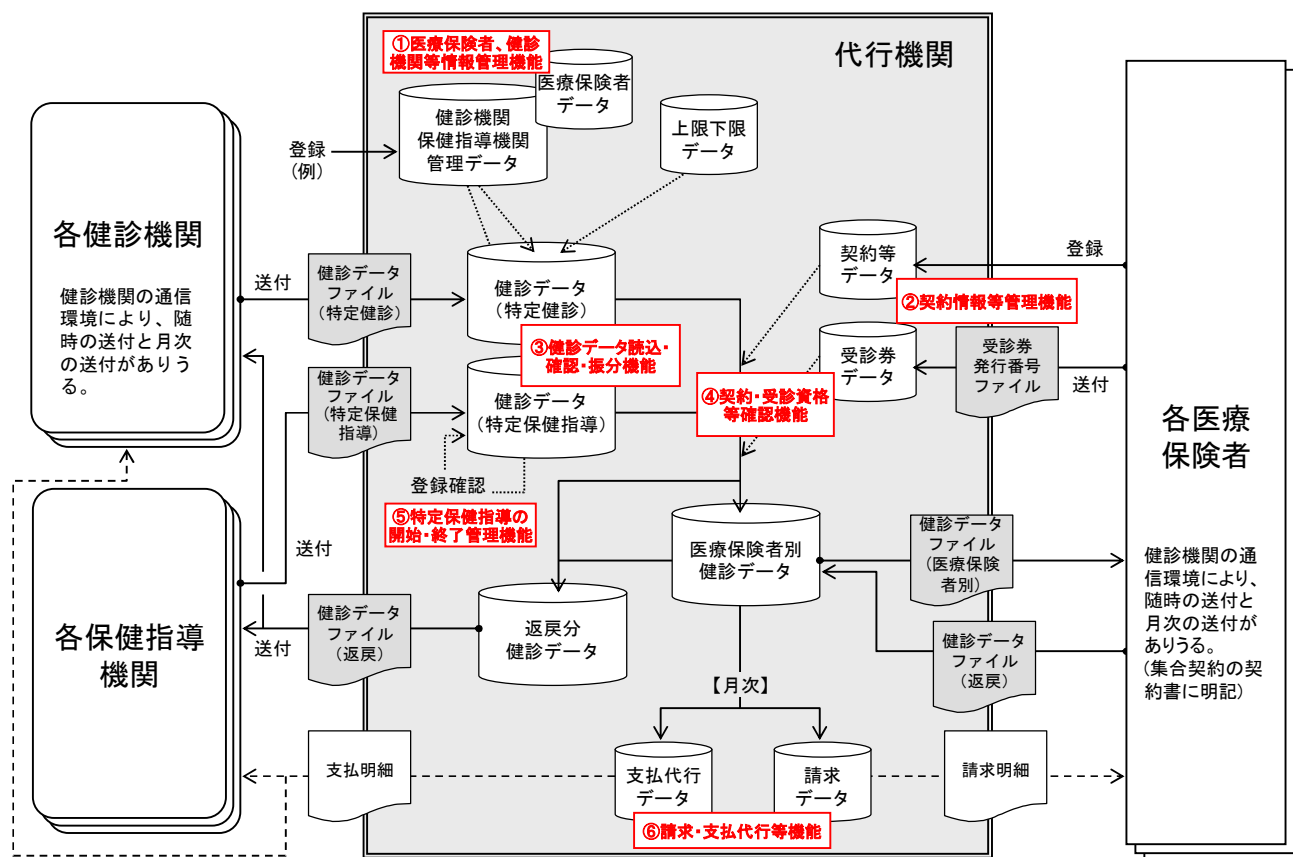 代行機関
①医療保険者、健診
機関等情報管理機能
医療保険者
データ
健診機関
保健指導機関
管理データ
上限下限
データ
登録
(例)
各健診機関
健診機関の通信
環境により、随
時の送付と月次
の送付がありう
る。
送付
健診データ
ファイル
(特定健診)
健診データ
(特定健診)
契約等
データ
登録
②契約情報等管理機能
③健診データ読込・
確認・振分機能
受診券
データ
受診券
発行番号
ファイル
送付
健診データ
ファイル
(特定保健
指導)
健診データ
(特定保健指導)
④契約・受診資格
等確認機能
各医療
保険者
健診機関の通
信環境により、
随時の送付と
月次の送付が
ありうる。
(集合契約の契
約書に明記)
登録確認
⑤特定保健指導の
開始・終了管理機能
送付
医療保険者別
健診データ
健診データ
ファイル
(医療保険
者別)
各保健指導
機関
送付
健診データ
ファイル
(返戻)
返戻分
健診データ
健診データ
ファイル
(返戻)
【月次】
支払明細
支払代行
データ
請求
データ
請求明細
⑥請求・支払代行等機能